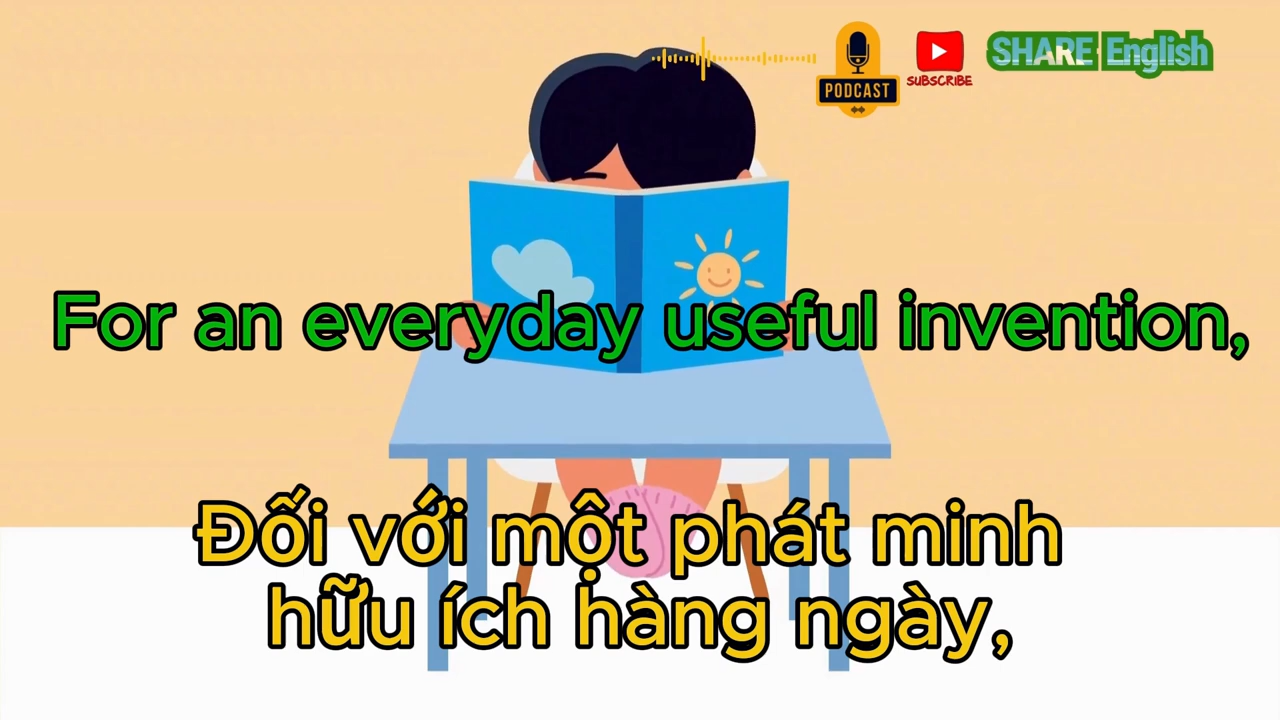 PODCAST
SUBSCRIBE
SHARE English
For an everyday useful invention,
Đối với một phát minh
hữu ích hàng ngày,